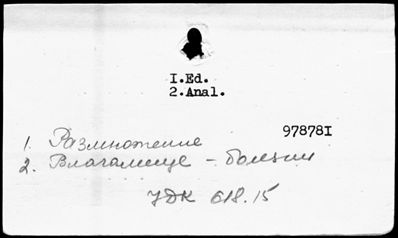 I.Ed.
2.Anal.
978781
1. Размножение
2. Влагалище – болезни
УДК 618.15